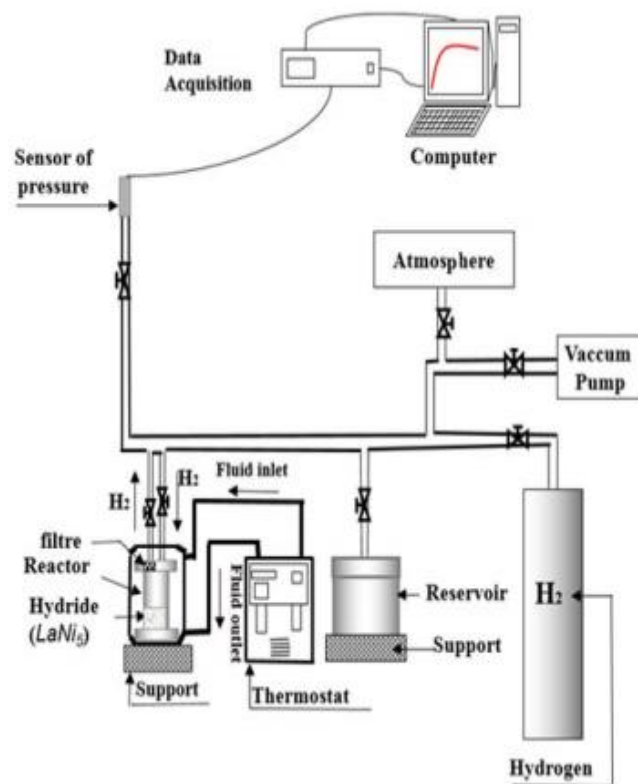 Data
Acquisition
Computer
Sensor of
pressure
Atmosphere
Vaccum
Pump
H2
H2
Fluid inlet
filtre
Reactor
Hydride
(LaNi5)
Fluid outlet
Reservoir
H2
Support
Support
Thermostat
Hydrogen